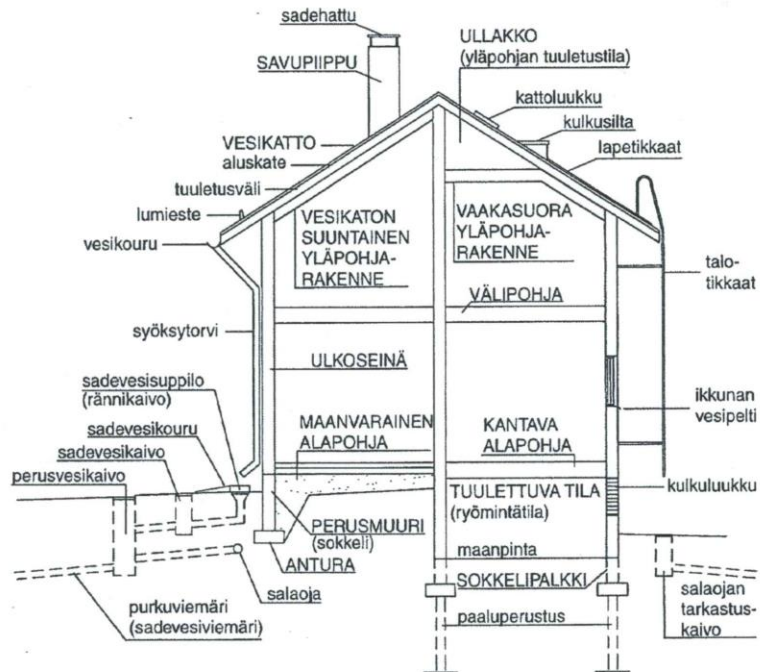 sadehattu
SAVUPIIPPU
ULLAKKO
(yläpohjan tuuletustila)
kattoluukku
kulkusilta
lapetikkaat
VESIKATTO
aluskate
tuuletusväli
lumieste
vesikouru
VESIKATON
SUUNTAINEN
YLÄPOHJA-
RAKENNE
VAAKASUORA
YLÄPOHJA-
RAKENNE
talo-
tikkaat
VÄLIPOHJA
syöksytorvi
ULKOSEINÄ
sadevesisuppilo
(rännikaivo)
sadevesikouru
sadevesikaivo
perusvesikaivo
MAANVARAINEN
ALAPOHJA
KANTAVA
ALAPOHJA
ikkunan
vesipelti
TUULETTUVA TILA
(ryömintätila)
kulkuluukku
PERUSMUURI
(sokkeli)
ANTURA
maanpinta
SOKKELIPALKKI
salaoja
purkuviemäri
(sadevesiviemäri)
paaluperustus
salaojan
tarkastus-
kaivo